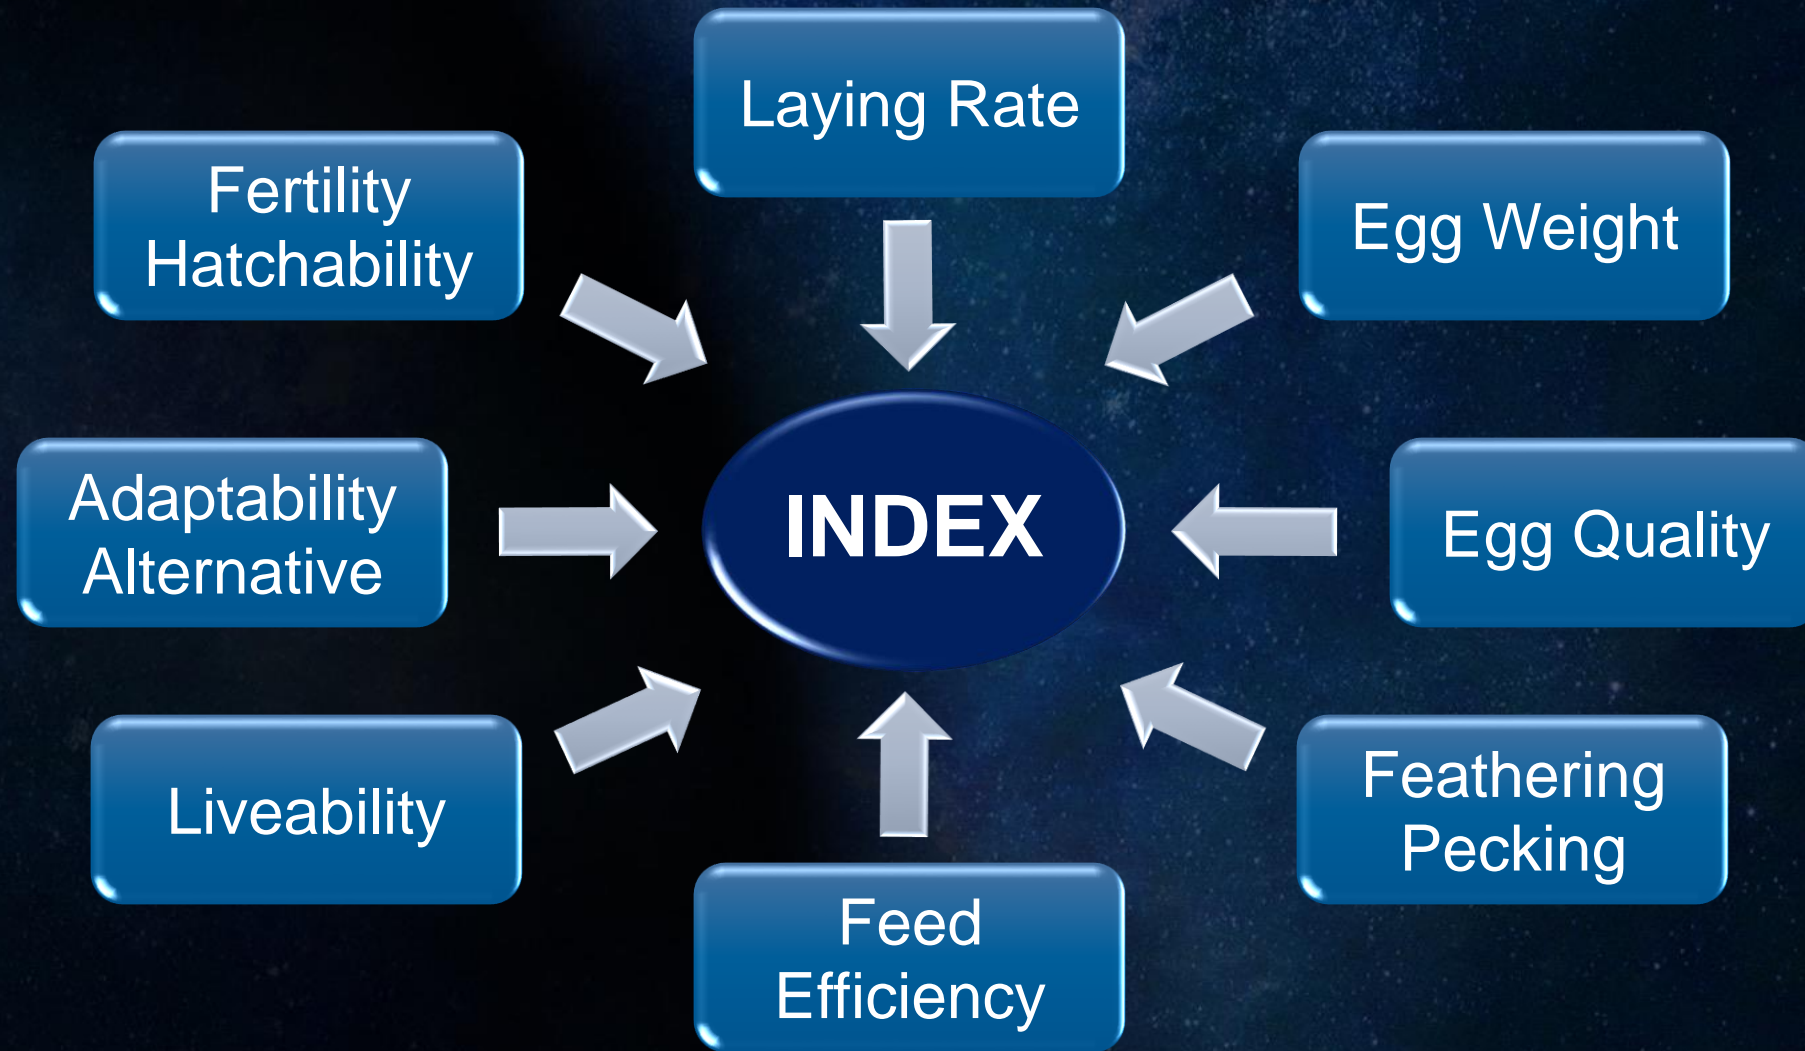 Laying Rate
Fertility
Hatchability
Egg Weight
Adaptability
Alternative
INDEX
Egg Quality
Liveability
Feathering
Pecking
Feed
Efficiency